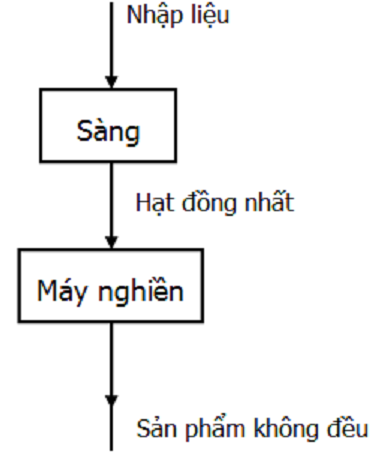 Nhập liệu
Sàng
Hạt đồng nhất
Máy nghiền
Sản phẩm không đều